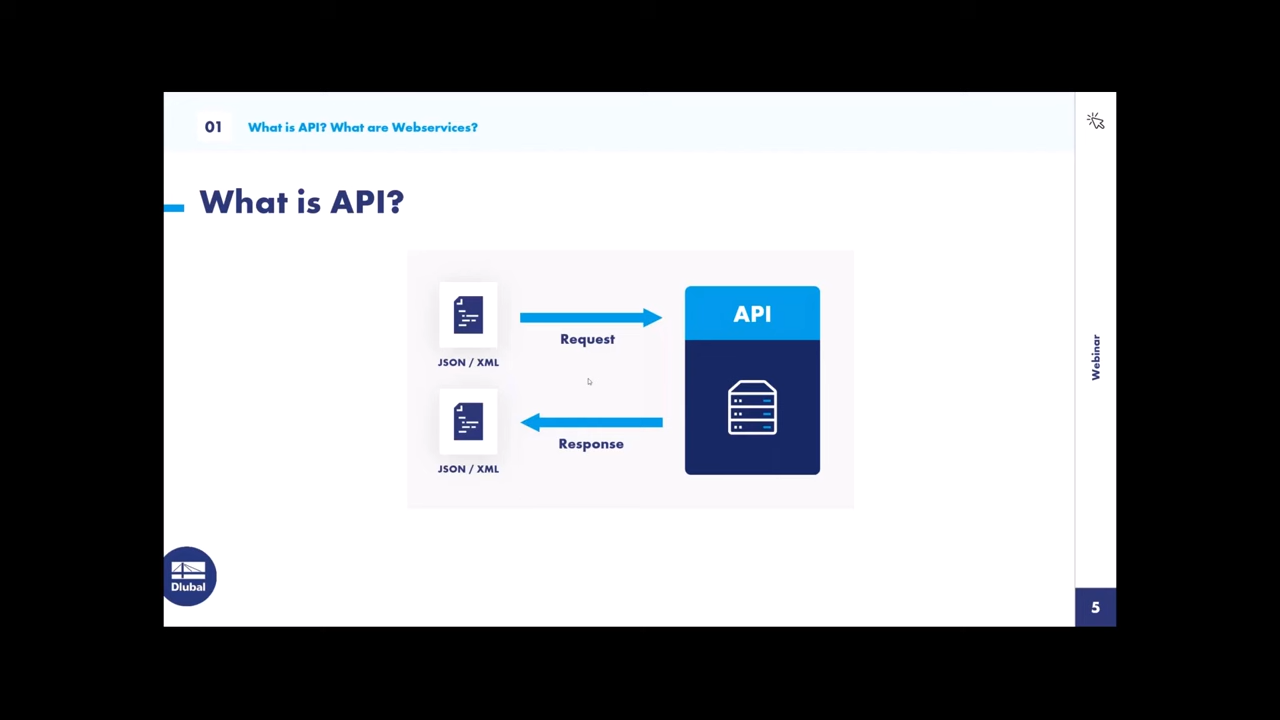 01
What is API? What are Webservices?
What is API?
API
Request
JSON / XML
Response
JSON / XML
Webinar
Dlubal
5